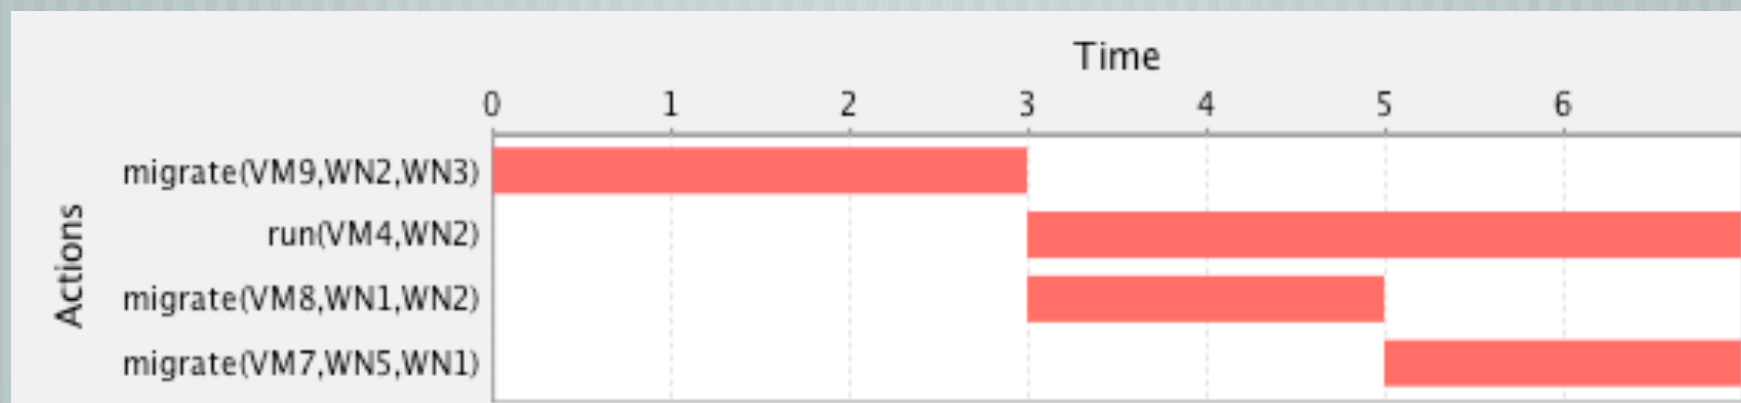 Time
0 1 2 3 4 5 6
Actions
migrate(VM9,WN2,WN3)
run(VM4,WN2)
migrate(VM8,WN1,WN2)
migrate(VM7,WN5,WN1)